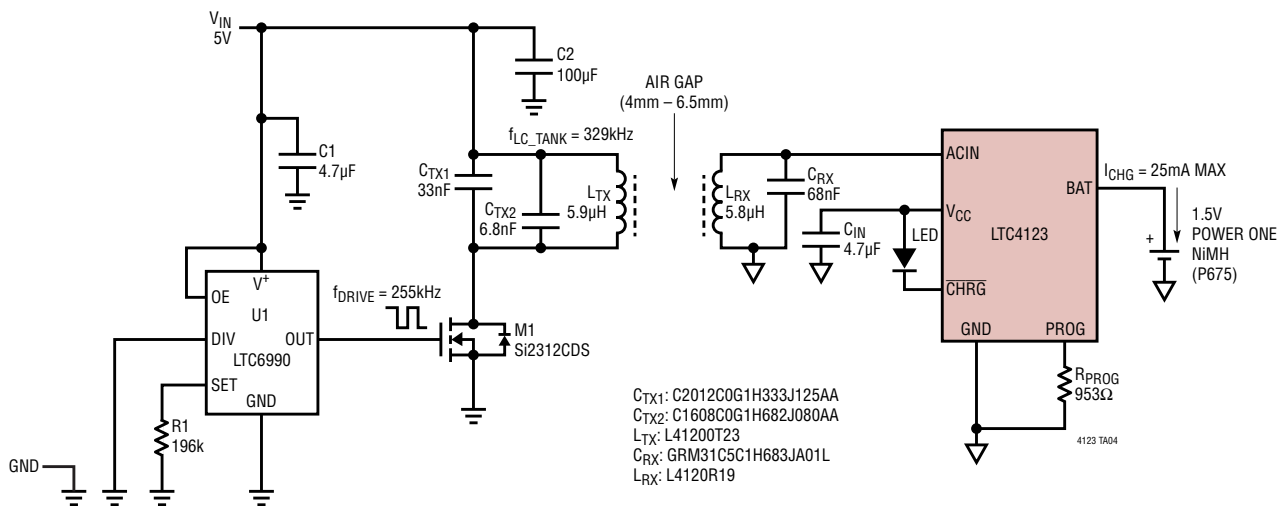 VIN
5V
C2
100µF
AIR GAP
(4mm – 6.5mm)
fLC_TANK = 329kHz
C1
4.7µF
CTX1
33nF
CTX2
6.8nF
LTX
5.9µH
LRX
5.8µH
CRX
68nF
CIN
4.7µF
LED
ACIN
VCC
CHRG
LTC4123
BAT
GND
PROG
ICHG = 25mA MAX
+
1.5V
POWER ONE
NiMH
(P675)
RPROG
953Ω
4123 TA04
V+
OE
U1
DIV
OUT
LTC6990
SET
GND
fDRIVE = 255kHz
M1
Si2312CDS
R1
196k
GND
CTX1: C2012C0G1H333J125AA
CTX2: C1608C0G1H682J080AA
LTX: L41200T23
CRX: GRM31C5C1H683JA01L
LRX: L4120R19